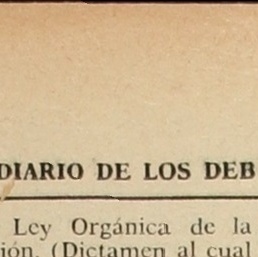 DIARIO DE LOS DEB
Ley Orgánica de la
ión. (Dictamen al cual